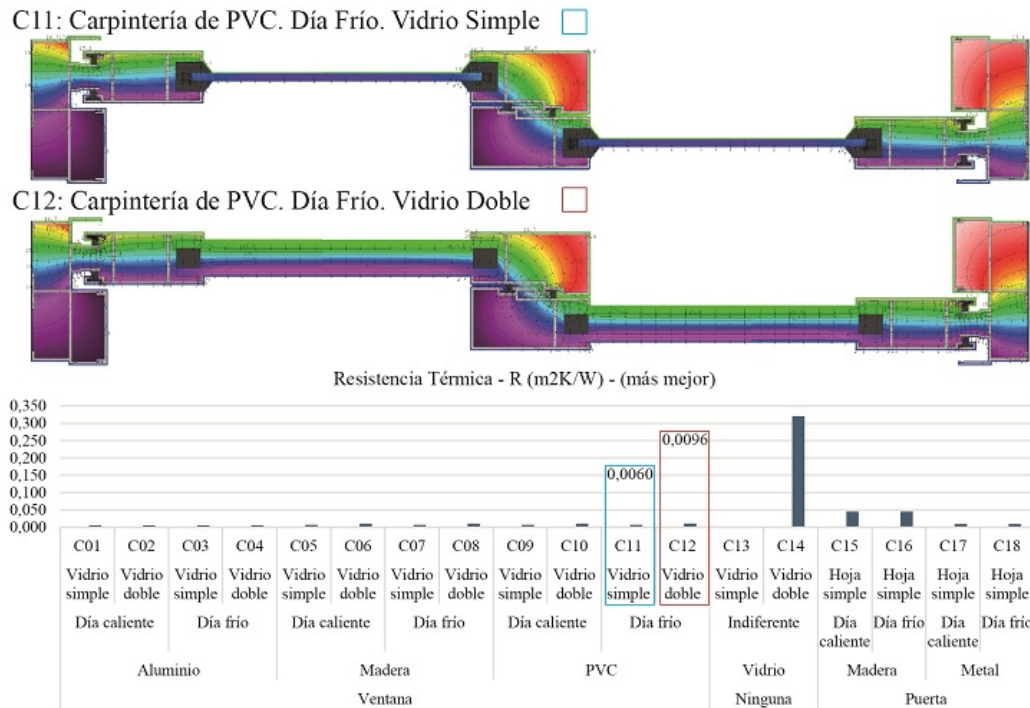 C11: Carpintería de PVC. Día Frío. Vidrio Simple
C12: Carpintería de PVC. Día Frío. Vidrio Doble
Resistencia Térmica - R (m2K/W) - (más mejor)
0,350
0,300
0,250
0,200
0,150
0,100
0,050
0,000
0,0060
0,0096
C01 C02 C03 C04 C05 C06 C07 C08 C09 C10 C11 C12 C13 C14 C15 C16 C17 C18
Vidrio Vidrio Vidrio Vidrio Vidrio Vidrio Vidrio Vidrio Vidrio Vidrio Vidrio Vidrio Vidrio Vidrio Hoja Hoja Hoja Hoja
simple doble simple doble simple doble simple doble simple doble simple doble simple doble simple simple simple simple
Día caliente Día frío Día caliente Día frío Día caliente Día frío Indiferente Día caliente Día frío Día caliente Día frío
Aluminio Madera PVC Vidrio Madera Metal
Ventana Ninguna Puerta